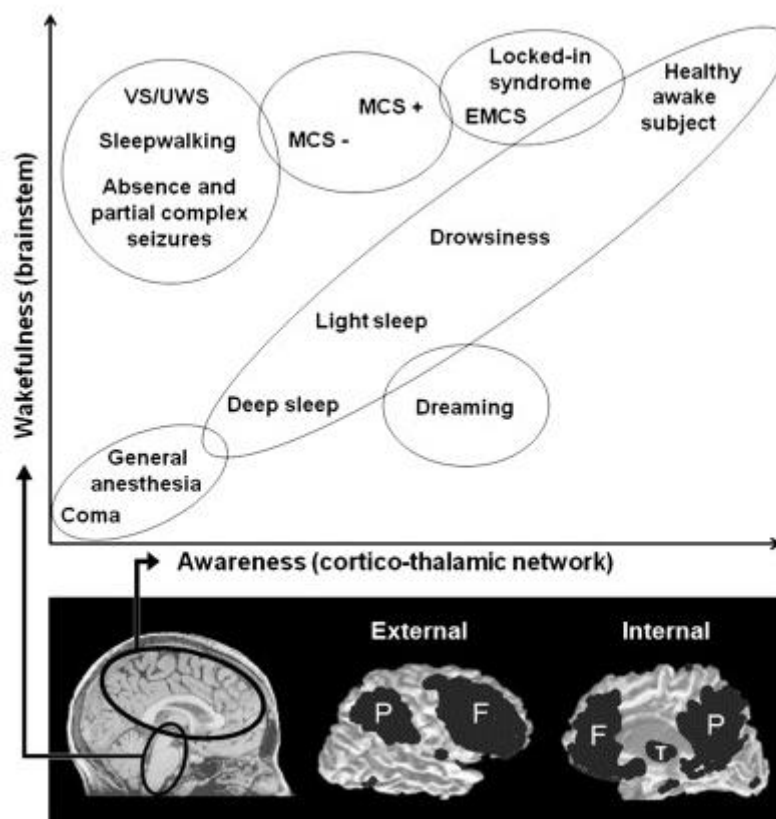 Locked-in
syndrome
Healthy
awake
subject
VS/UWS
MCS +
EMCS
Sleepwalking
MCS -
Absence and
partial complex
seizures
Drowsiness
Light sleep
Deep sleep
Dreaming
General
anesthesia
Coma
Wakefulness (brainstem)
Awareness (cortico-thalamic network)
External
Internal
P
F
F
P
T